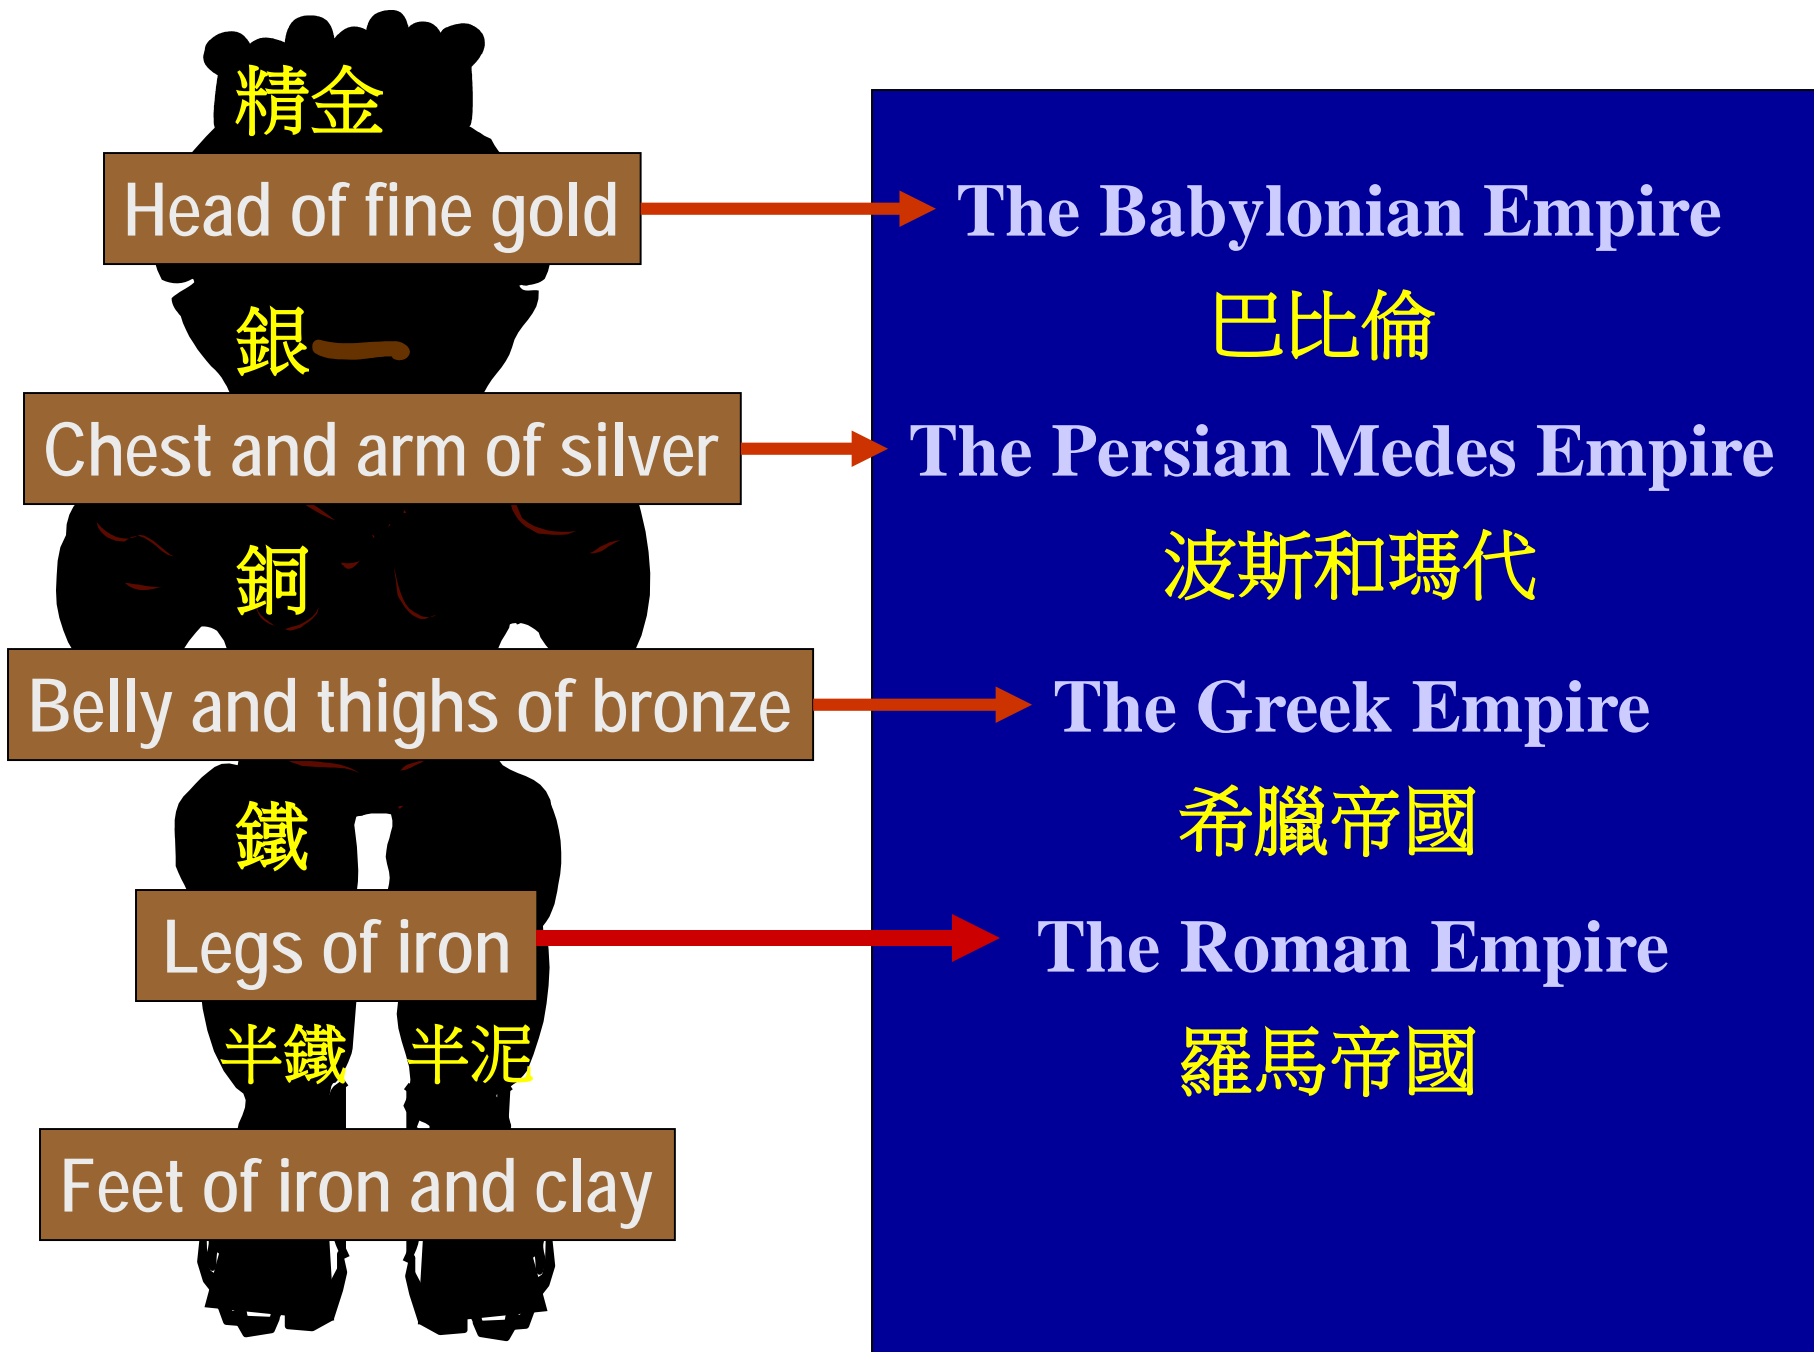 精金
Head of fine gold
The Babylonian Empire
銀
巴比倫
Chest and arm of silver
The Persian Medes Empire
銅
波斯和瑪代
Belly and thighs of bronze
The Greek Empire
鐵
希臘帝國
Legs of iron
The Roman Empire
半鐵 半泥
羅馬帝國
Feet of iron and clay